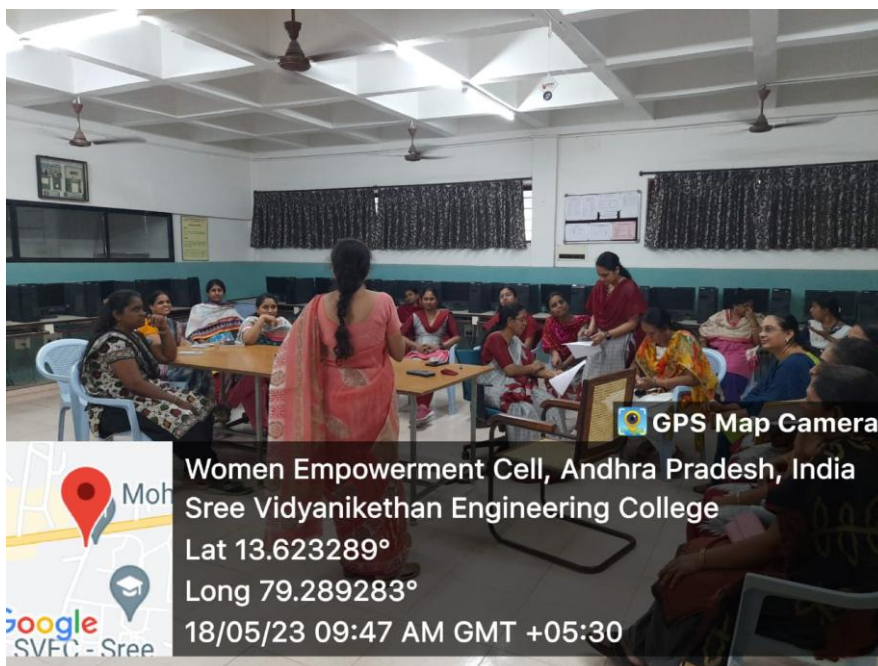 GPS Map Camera
Women Empowerment Cell, Andhra Pradesh, India
Sree Vidyanikethan Engineering College
Lat 13.623289°
Long 79.289283°
18/05/23 09:47 AM GMT +05:30
Moh
Google
SVEC - Sree